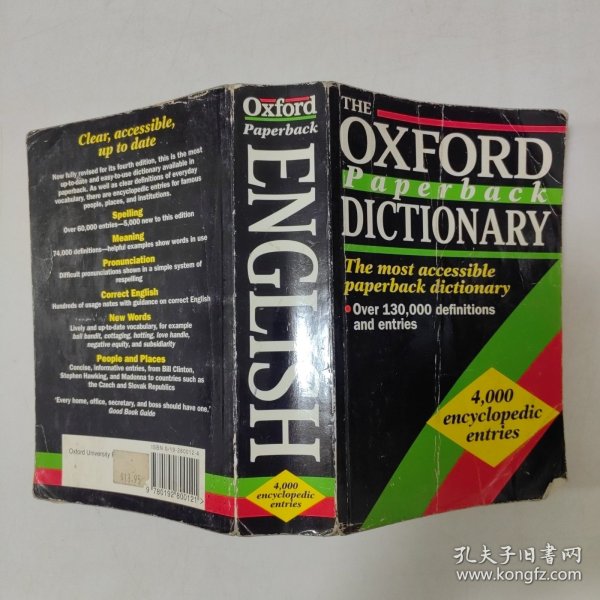 Clear, accessible,
up to date
Now fully revised for its fourth edition, this is the most
up-to-date and easy-to-use dictionary available in
paperback. As well as clear definitions of everyday
vocabulary, there are encyclopedic entries for famous
people, places, and institutions.
Spelling
Over 60,000 entries—5,000 new to this edition
Meaning
74,000 definitions—helpful examples show words in use
Pronunciation
Difficult pronunciations shown in a simple system of
respelling
Correct English
Hundreds of usage notes with guidance on correct English
New Words
Lively and up-to-date vocabulary, for example
ball bandit, cottaging, hotting, love handle,
negative equity, and subsidiarity
People and Places
Concise, informative entries, from Bill Clinton,
Stephen Hawking, and Madonna to countries such as
the Czech and Slovak Republics
'Every home, office, secretary, and boss should have one.'
Good Book Guide
Oxford University
ISBN 0-19-280012-4
9 780192 800121
Oxford
Paperback
ENGLISH
4,000
encyclopedic
entries
THE
OXFORD
Paperback
DICTIONARY
The most accessible
paperback dictionary
Over 130,000 definitions
and entries
4,000
encyclopedic
entries
孔夫子旧书网
www.kongfz.com